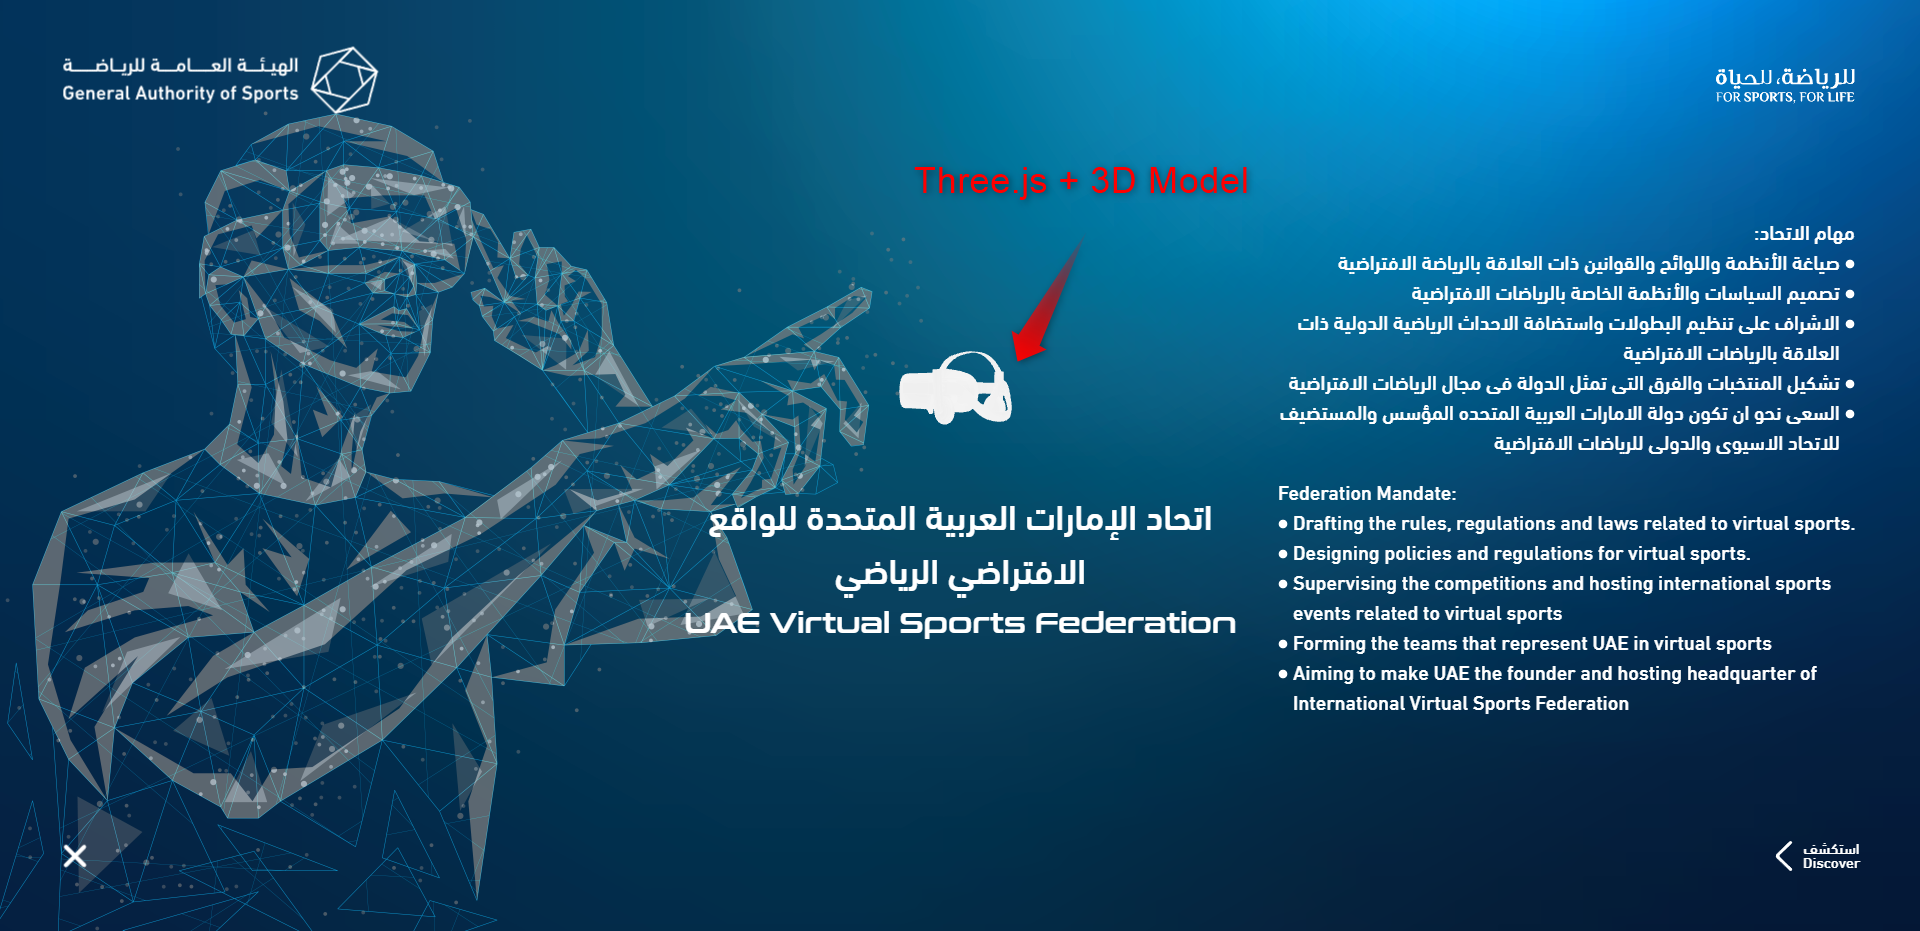 الهيئة العامة للرياضة
General Authority of Sports
للرياضة، للحياة
FOR SPORTS, FOR LIFE
Three.js + 3D Model
مهام الاتحاد:
● صياغة الأنظمة واللوائح والقوانين ذات العلاقة بالرياضة الافتراضية
● تصميم السياسات والأنظمة الخاصة بالرياضات الافتراضية
● الاشراف على تنظيم البطولات واستضافة الاحداث الرياضية الدولية ذات
العلاقة بالرياضات الافتراضية
● تشكيل المنتخبات والفرق التى تمثل الدولة فى مجال الرياضات الافتراضية
● السعى نحو ان تكون دولة الامارات العربية المتحده المؤسس والمستضيف
للاتحاد الاسيوى والدولى للرياضات الافتراضية
Federation Mandate:
● Drafting the rules, regulations and laws related to virtual sports.
● Designing policies and regulations for virtual sports.
● Supervising the competitions and hosting international sports
events related to virtual sports
● Forming the teams that represent UAE in virtual sports
● Aiming to make UAE the founder and hosting headquarter of
International Virtual Sports Federation
اتحاد الإمارات العربية المتحدة للواقع
الافتراضي الرياضي
UAE Virtual Sports Federation
استكشف
Discover